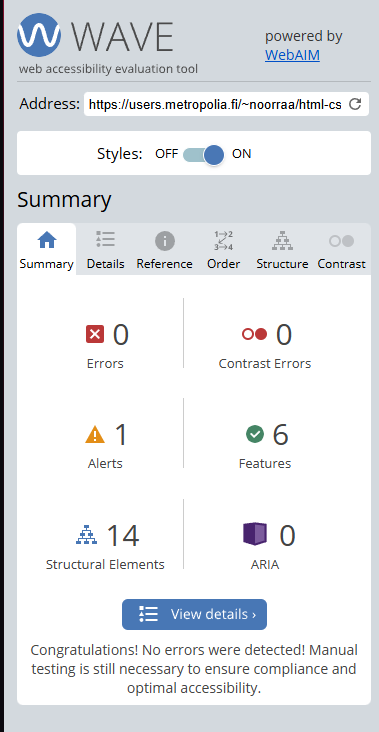 WAVE
web accessibility evaluation tool
powered by
WebAIM
Address: https://users.metropolia.fi/~noorraa/html-cs
Styles: OFF ON
Summary
Summary Details Reference Order Structure Contrast
0
Errors
0
Contrast Errors
1
Alerts
6
Features
14
Structural Elements
0
ARIA
View details ›
Congratulations! No errors were detected! Manual
testing is still necessary to ensure compliance and
optimal accessibility.